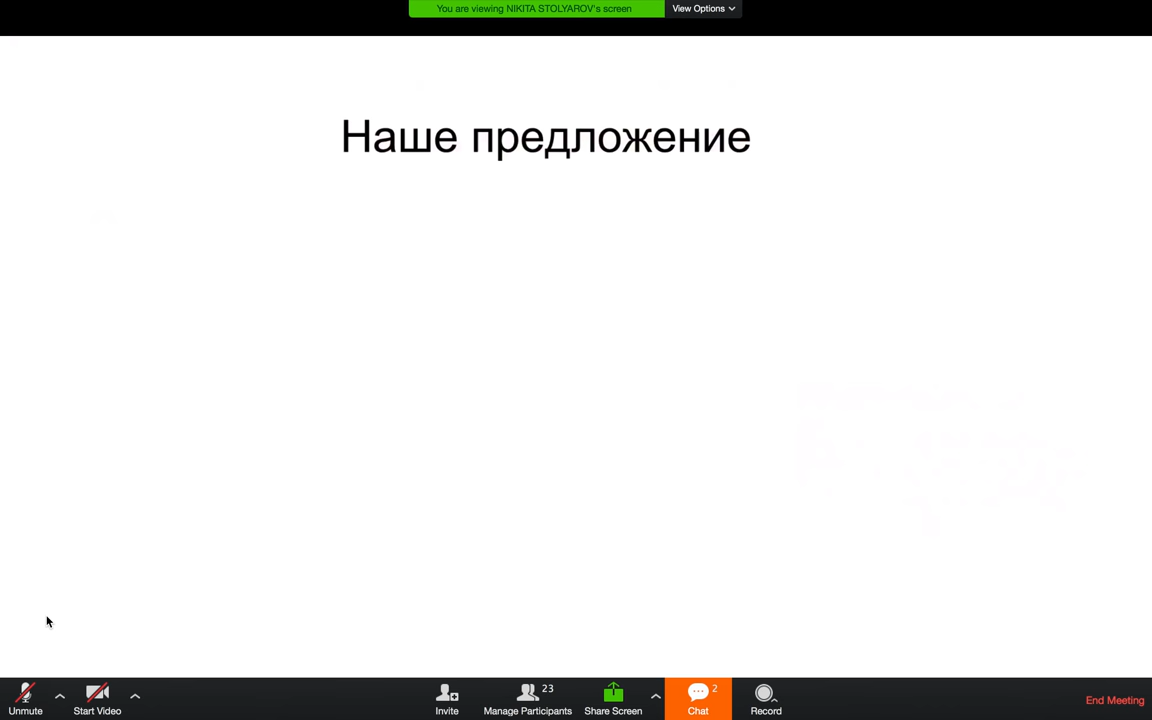 You are viewing NIKITA STOLYAROV's screen
View Options
Наше предложение
23
2
Unmute
Start Video
Invite
Manage Participants
Share Screen
Chat
Record
End Meeting